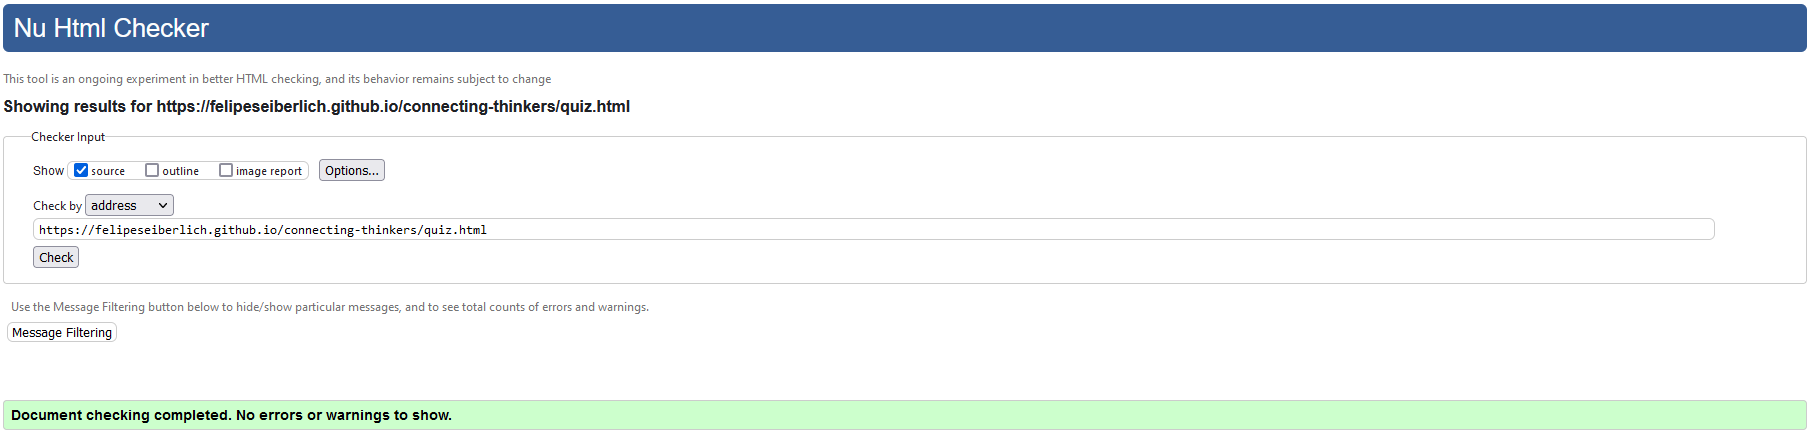 Nu Html Checker
This tool is an ongoing experiment in better HTML checking, and its behavior remains subject to change
Showing results for https://felipeseiberlich.github.io/connecting-thinkers/quiz.html
Checker Input
Show source outline image report Options...
Check by address
https://felipeseiberlich.github.io/connecting-thinkers/quiz.html
Check
Use the Message Filtering button below to hide/show particular messages, and to see total counts of errors and warnings.
Message Filtering
Document checking completed. No errors or warnings to show.